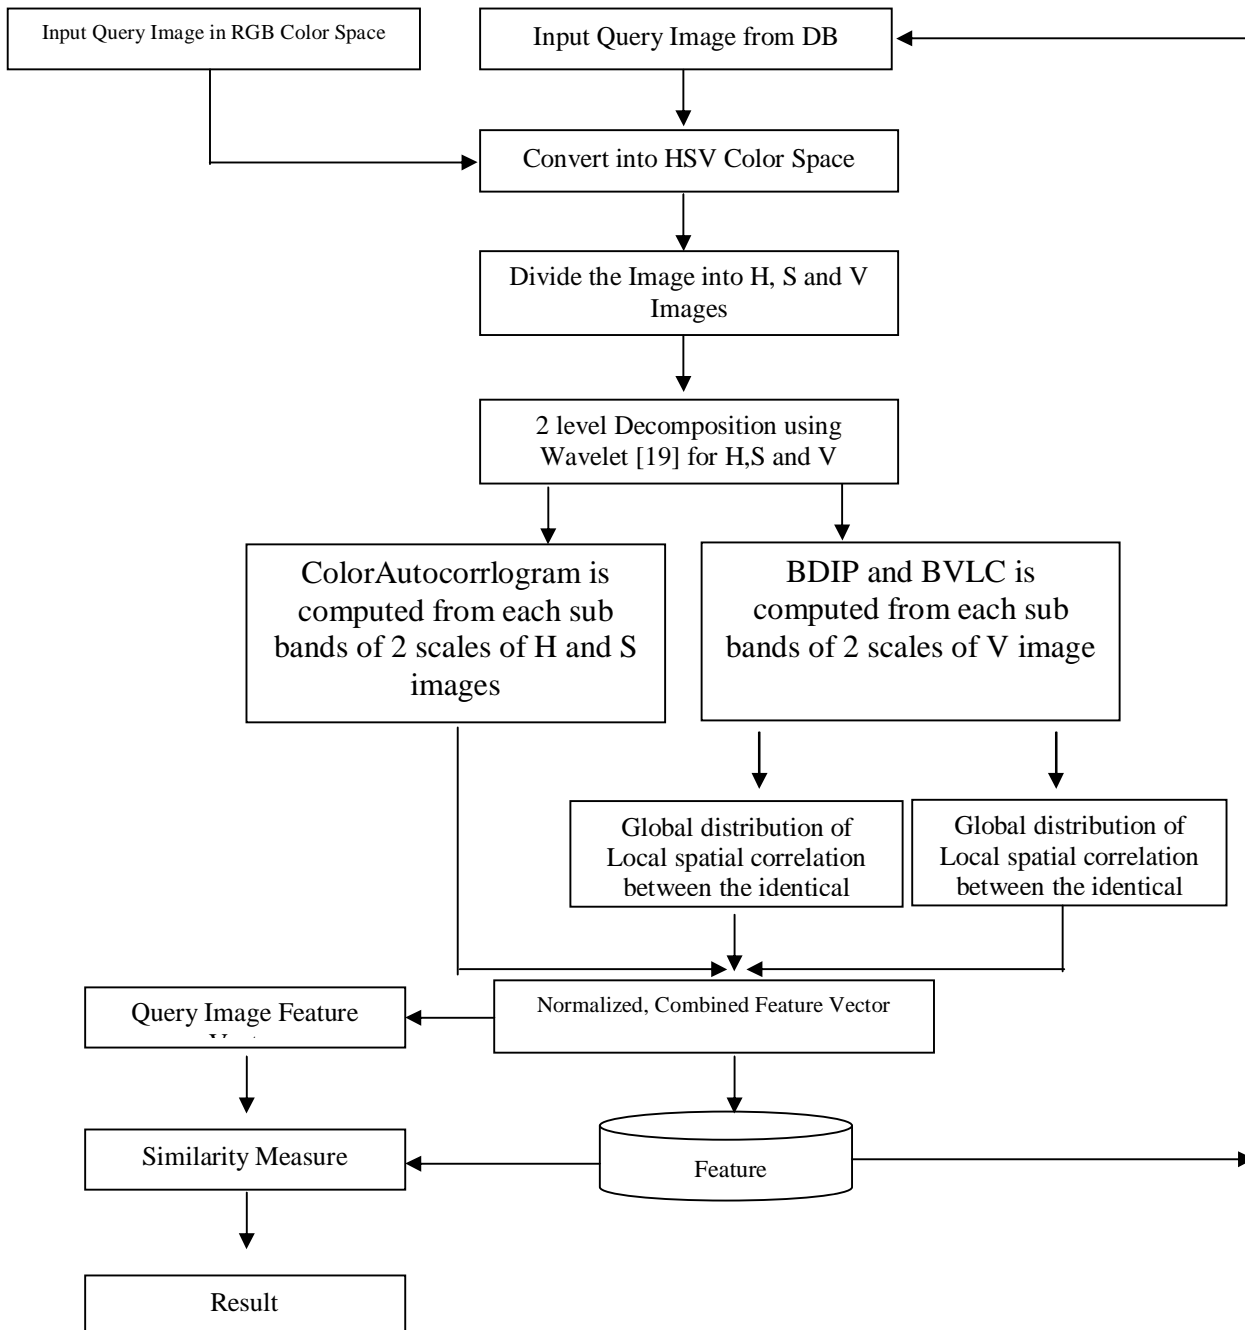 Input Query Image in RGB Color Space
Input Query Image from DB
Convert into HSV Color Space
Divide the Image into H, S and V
Images
2 level Decomposition using
Wavelet [19] for H,S and V
ColorAutocorrlogram is
computed from each sub
bands of 2 scales of H and S
images
BDIP and BVLC is
computed from each sub
bands of 2 scales of V image
Global distribution of
Local spatial correlation
between the identical
Global distribution of
Local spatial correlation
between the identical
Normalized, Combined Feature Vector
Query Image Feature
Similarity Measure
Feature
Result